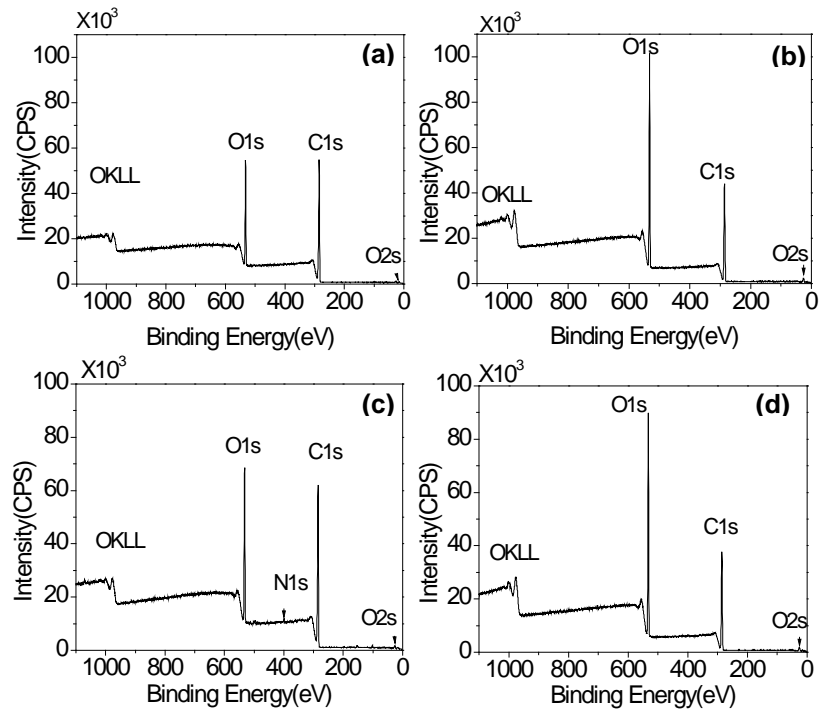 X10³
(a)
Intensity(CPS)
100
80
60
40
20
0
O1s
C1s
OKLL
O2s
1000 800 600 400 200 0
Binding Energy(eV)
X10³
(b)
Intensity(CPS)
100
80
60
40
20
0
O1s
C1s
OKLL
O2s
1000 800 600 400 200 0
Binding Energy(eV)
X10³
(c)
Intensity(CPS)
100
80
60
40
20
0
O1s
C1s
OKLL
N1s
O2s
1000 800 600 400 200 0
Binding Energy(eV)
X10³
(d)
Intensity(CPS)
100
80
60
40
20
0
O1s
C1s
OKLL
O2s
1000 800 600 400 200 0
Binding Energy(eV)